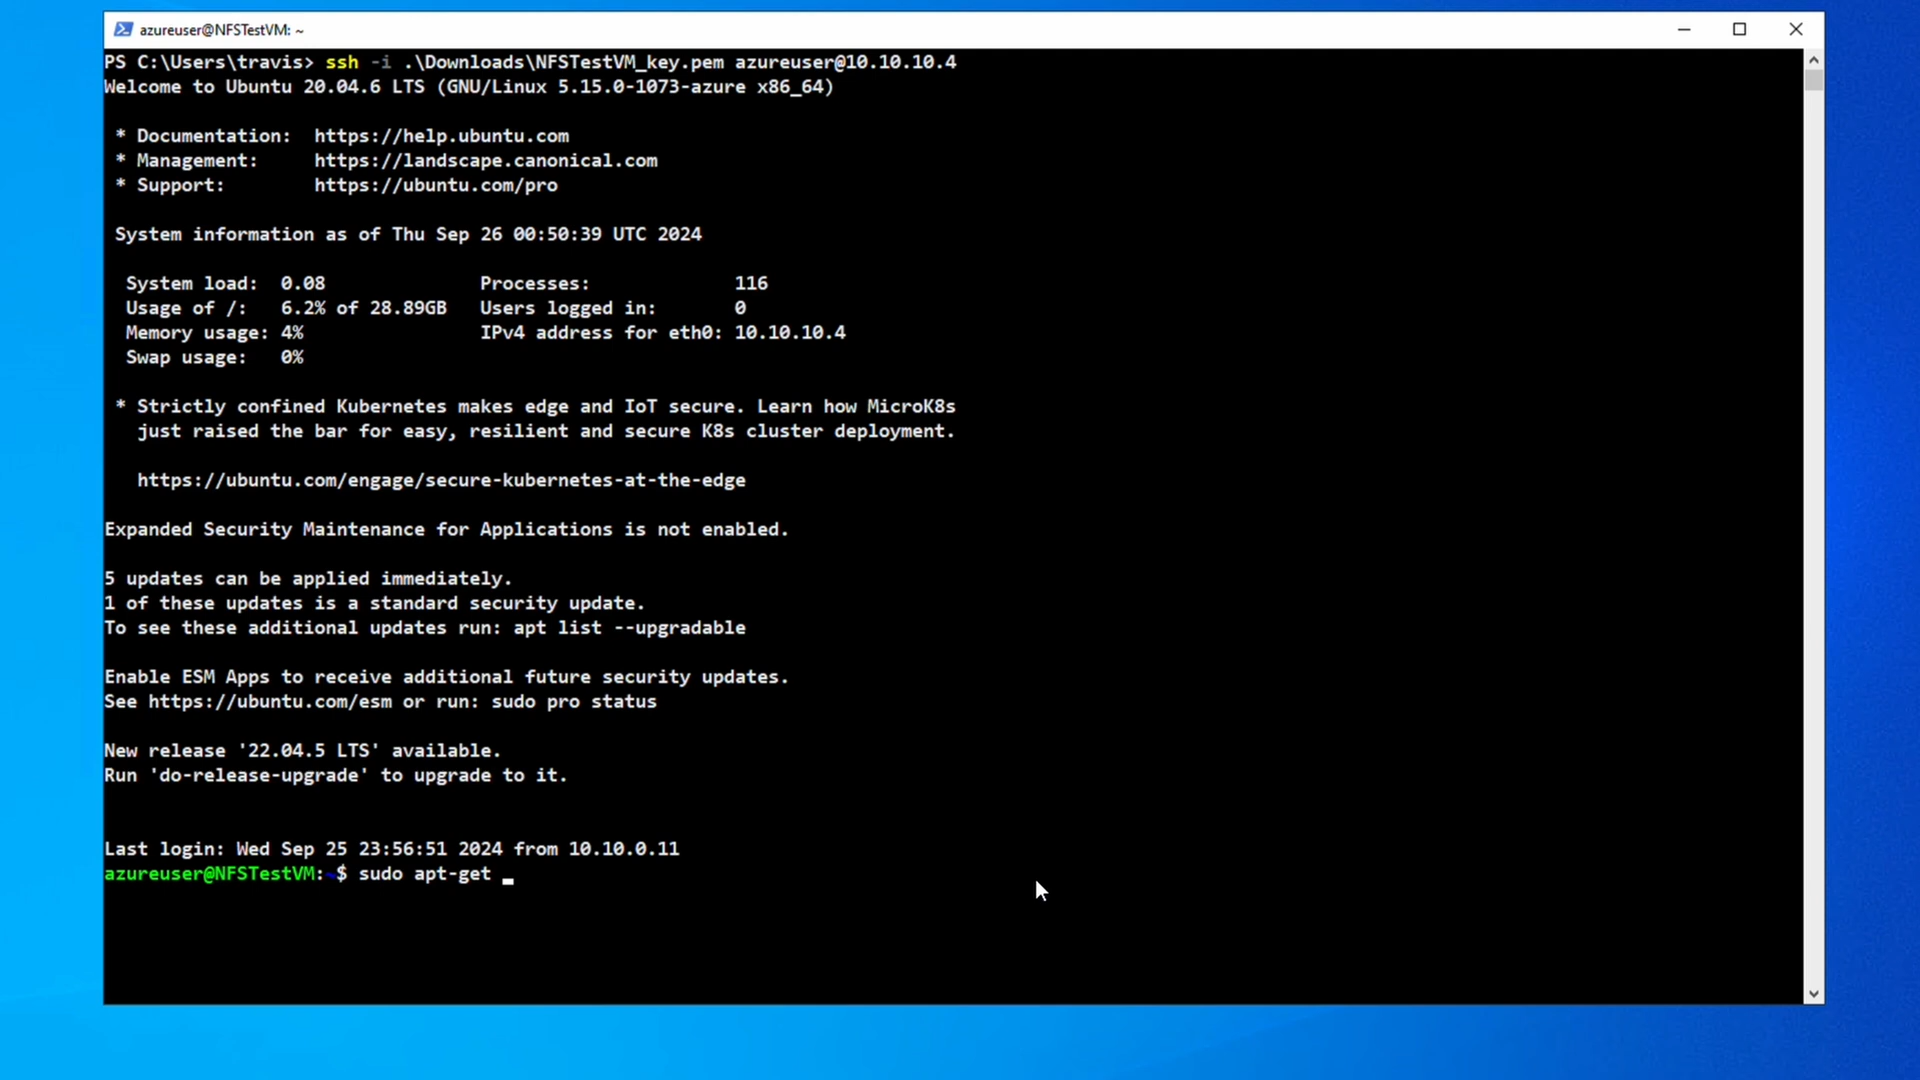 azureuser@NFSTestVM: ~
PS C:\Users\travis> ssh -i .\Downloads\NFSTestVM_key.pem azureuser@10.10.10.4
Welcome to Ubuntu 20.04.6 LTS (GNU/Linux 5.15.0-1073-azure x86_64)
* Documentation:  https://help.ubuntu.com
* Management:     https://landscape.canonical.com
* Support:        https://ubuntu.com/pro
System information as of Thu Sep 26 00:50:39 UTC 2024
System load:  0.08              Processes:             116
Usage of /:   6.2% of 28.89GB   Users logged in:       0
Memory usage: 4%                IPv4 address for eth0: 10.10.10.4
Swap usage:   0%
* Strictly confined Kubernetes makes edge and IoT secure. Learn how MicroK8s
just raised the bar for easy, resilient and secure K8s cluster deployment.
https://ubuntu.com/engage/secure-kubernetes-at-the-edge
Expanded Security Maintenance for Applications is not enabled.
5 updates can be applied immediately.
1 of these updates is a standard security update.
To see these additional updates run: apt list --upgradable
Enable ESM Apps to receive additional future security updates.
See https://ubuntu.com/esm or run: sudo pro status
New release '22.04.5 LTS' available.
Run 'do-release-upgrade' to upgrade to it.
Last login: Wed Sep 25 23:56:51 2024 from 10.10.0.11
azureuser@NFSTestVM:~$ sudo apt-get